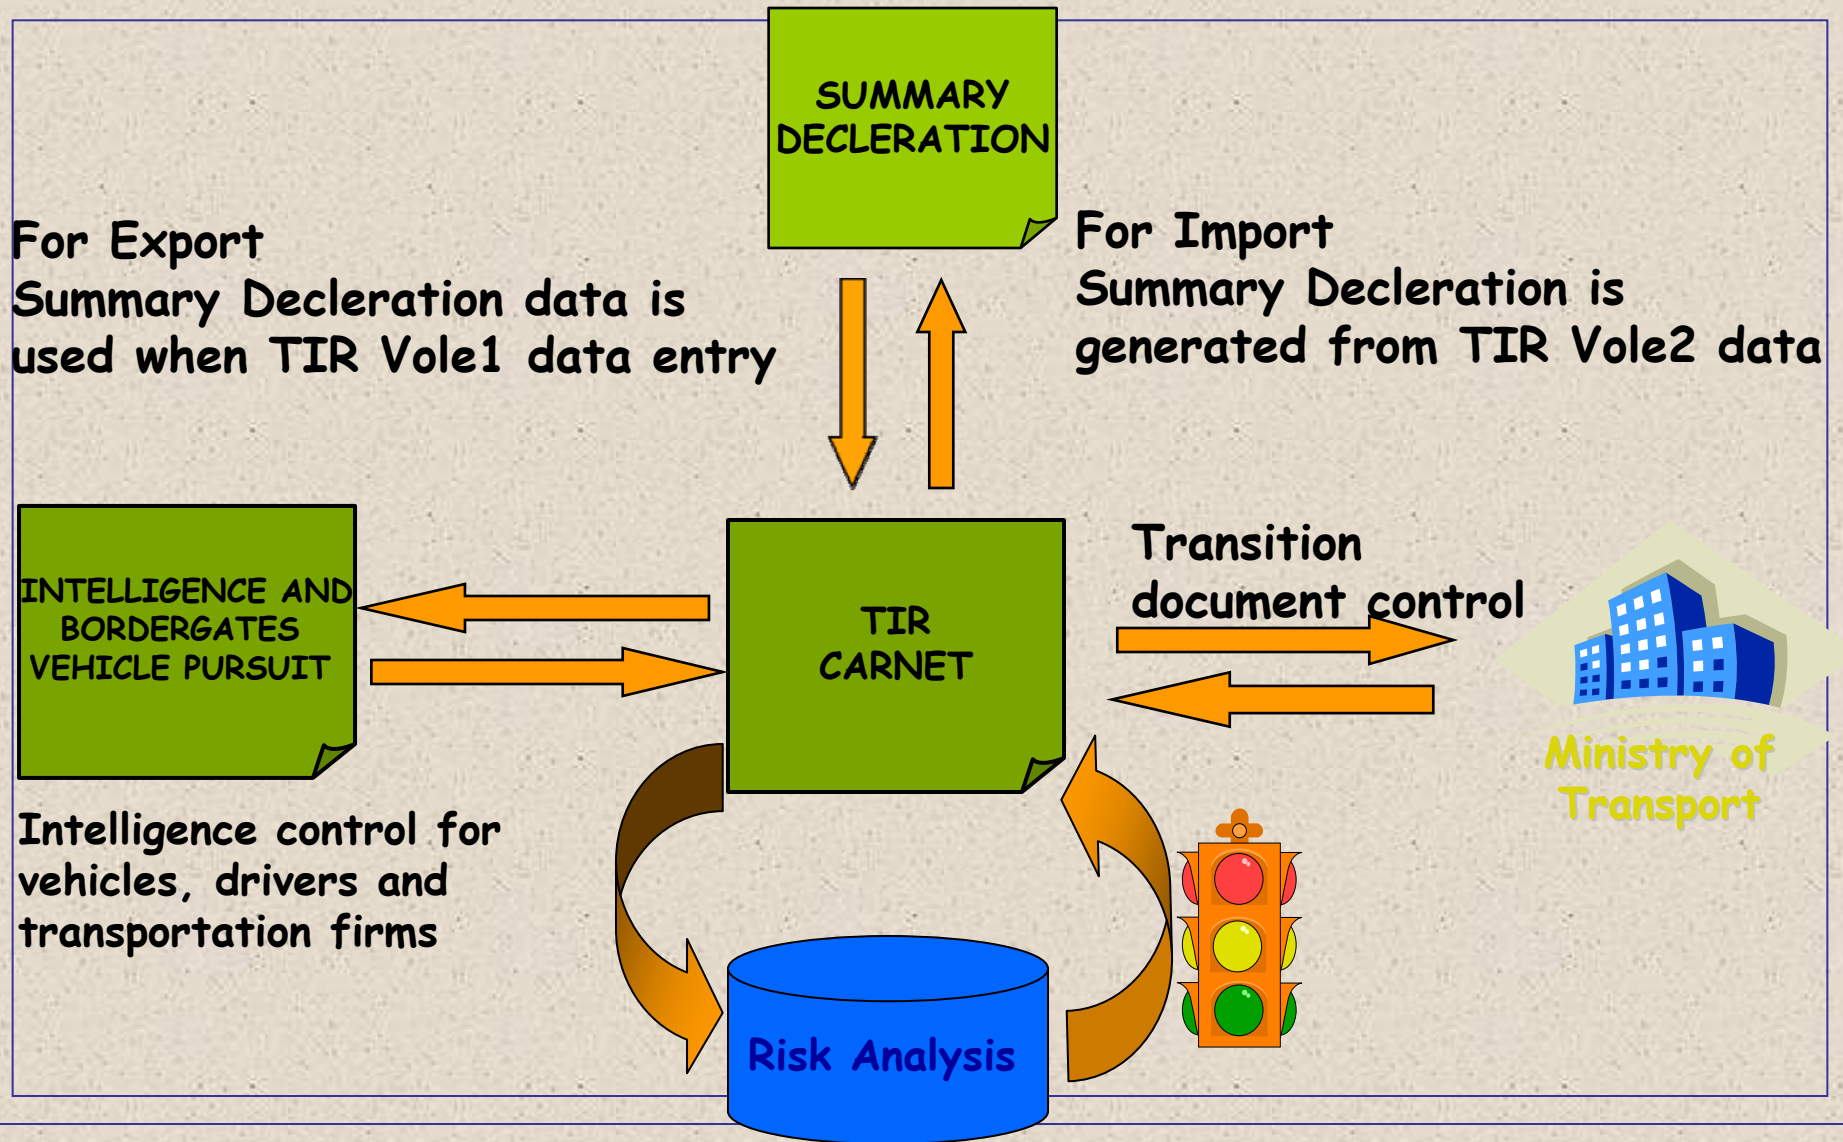 SUMMARY
DECLERATION
For Export
Summary Decleration data is
used when TIR Vole1 data entry
For Import
Summary Decleration is
generated from TIR Vole2 data
INTELLIGENCE AND
BORDERGATES
VEHICLE PURSUIT
TIR
CARNET
Transition
document control
Ministry of
Transport
Intelligence control for
vehicles, drivers and
transportation firms
Risk Analysis